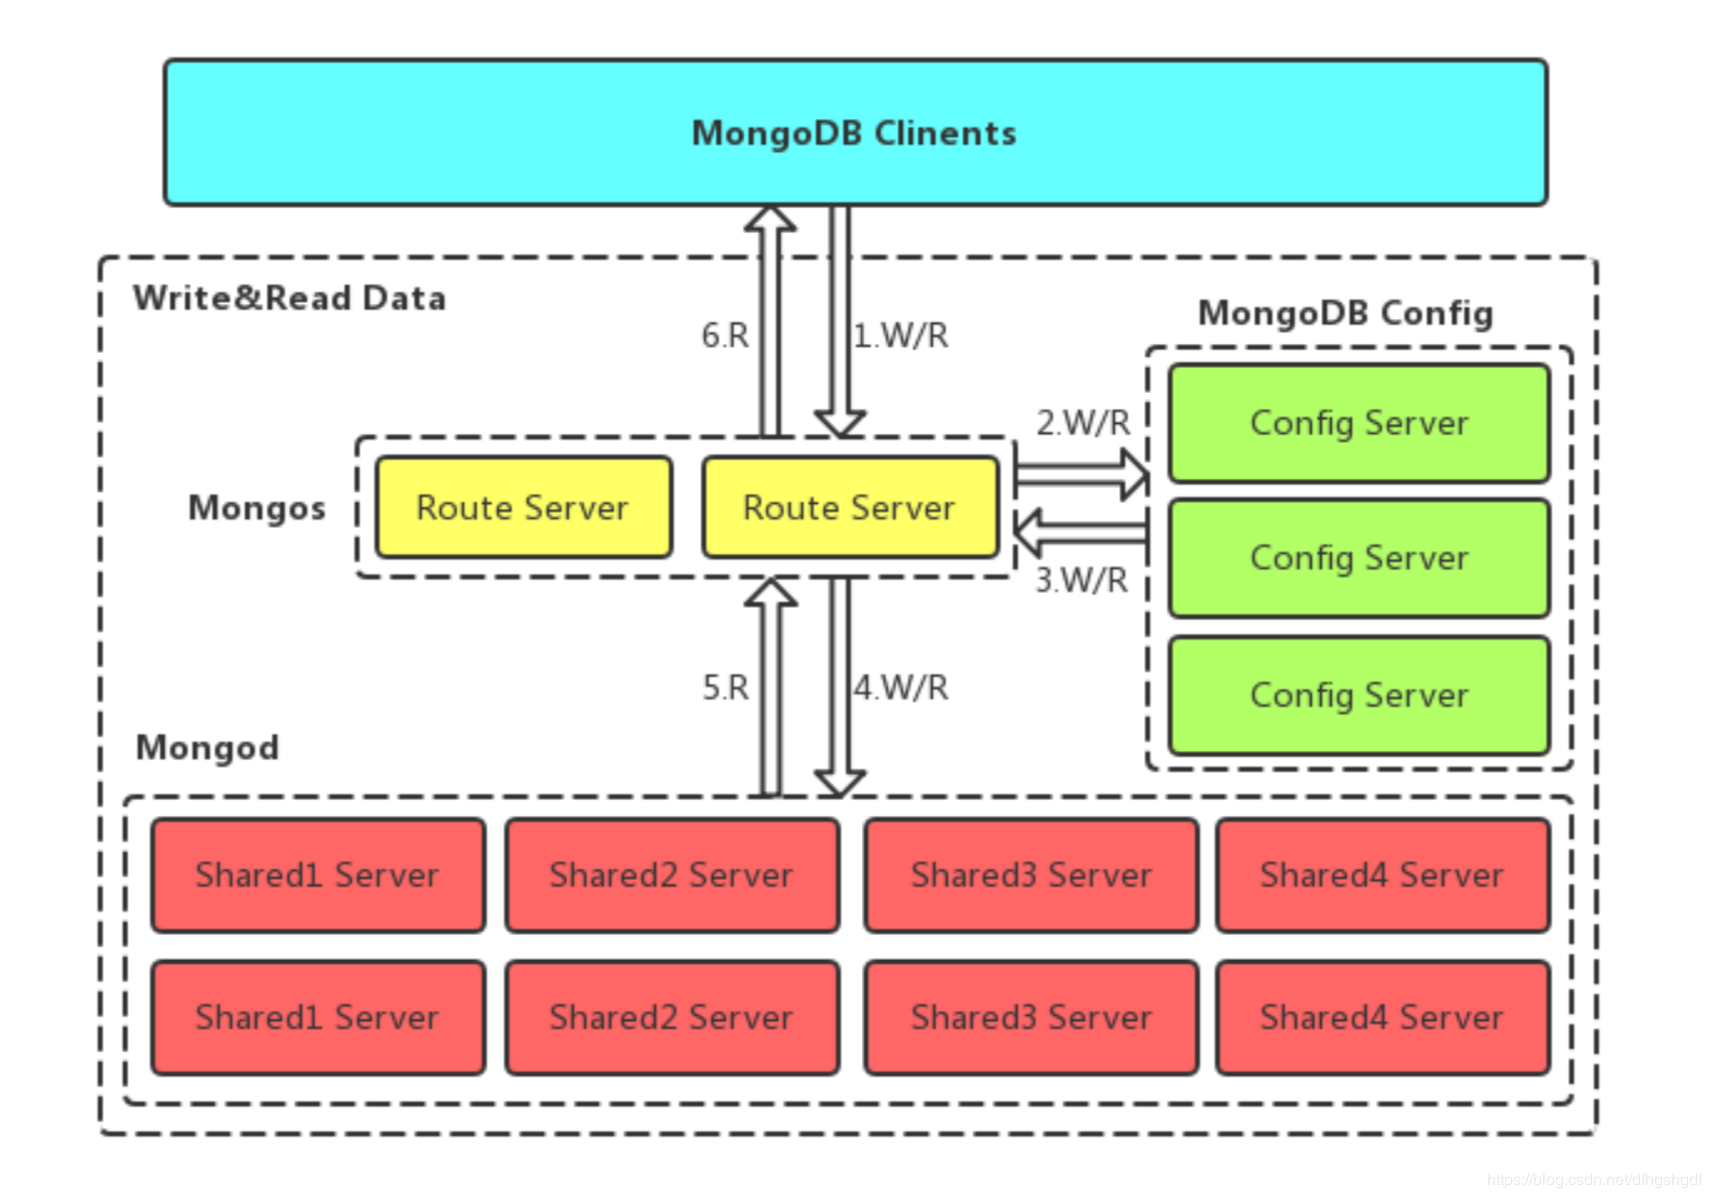 MongoDB Clinents
Write&Read Data
MongoDB Config
6.R
1.W/R
2.W/R
Config Server
Mongos
Route Server
Route Server
Config Server
3.W/R
5.R
4.W/R
Config Server
Mongod
Shared1 Server
Shared2 Server
Shared3 Server
Shared4 Server
Shared1 Server
Shared2 Server
Shared3 Server
Shared4 Server
https://blog.csdn.net/dfhgshgdf